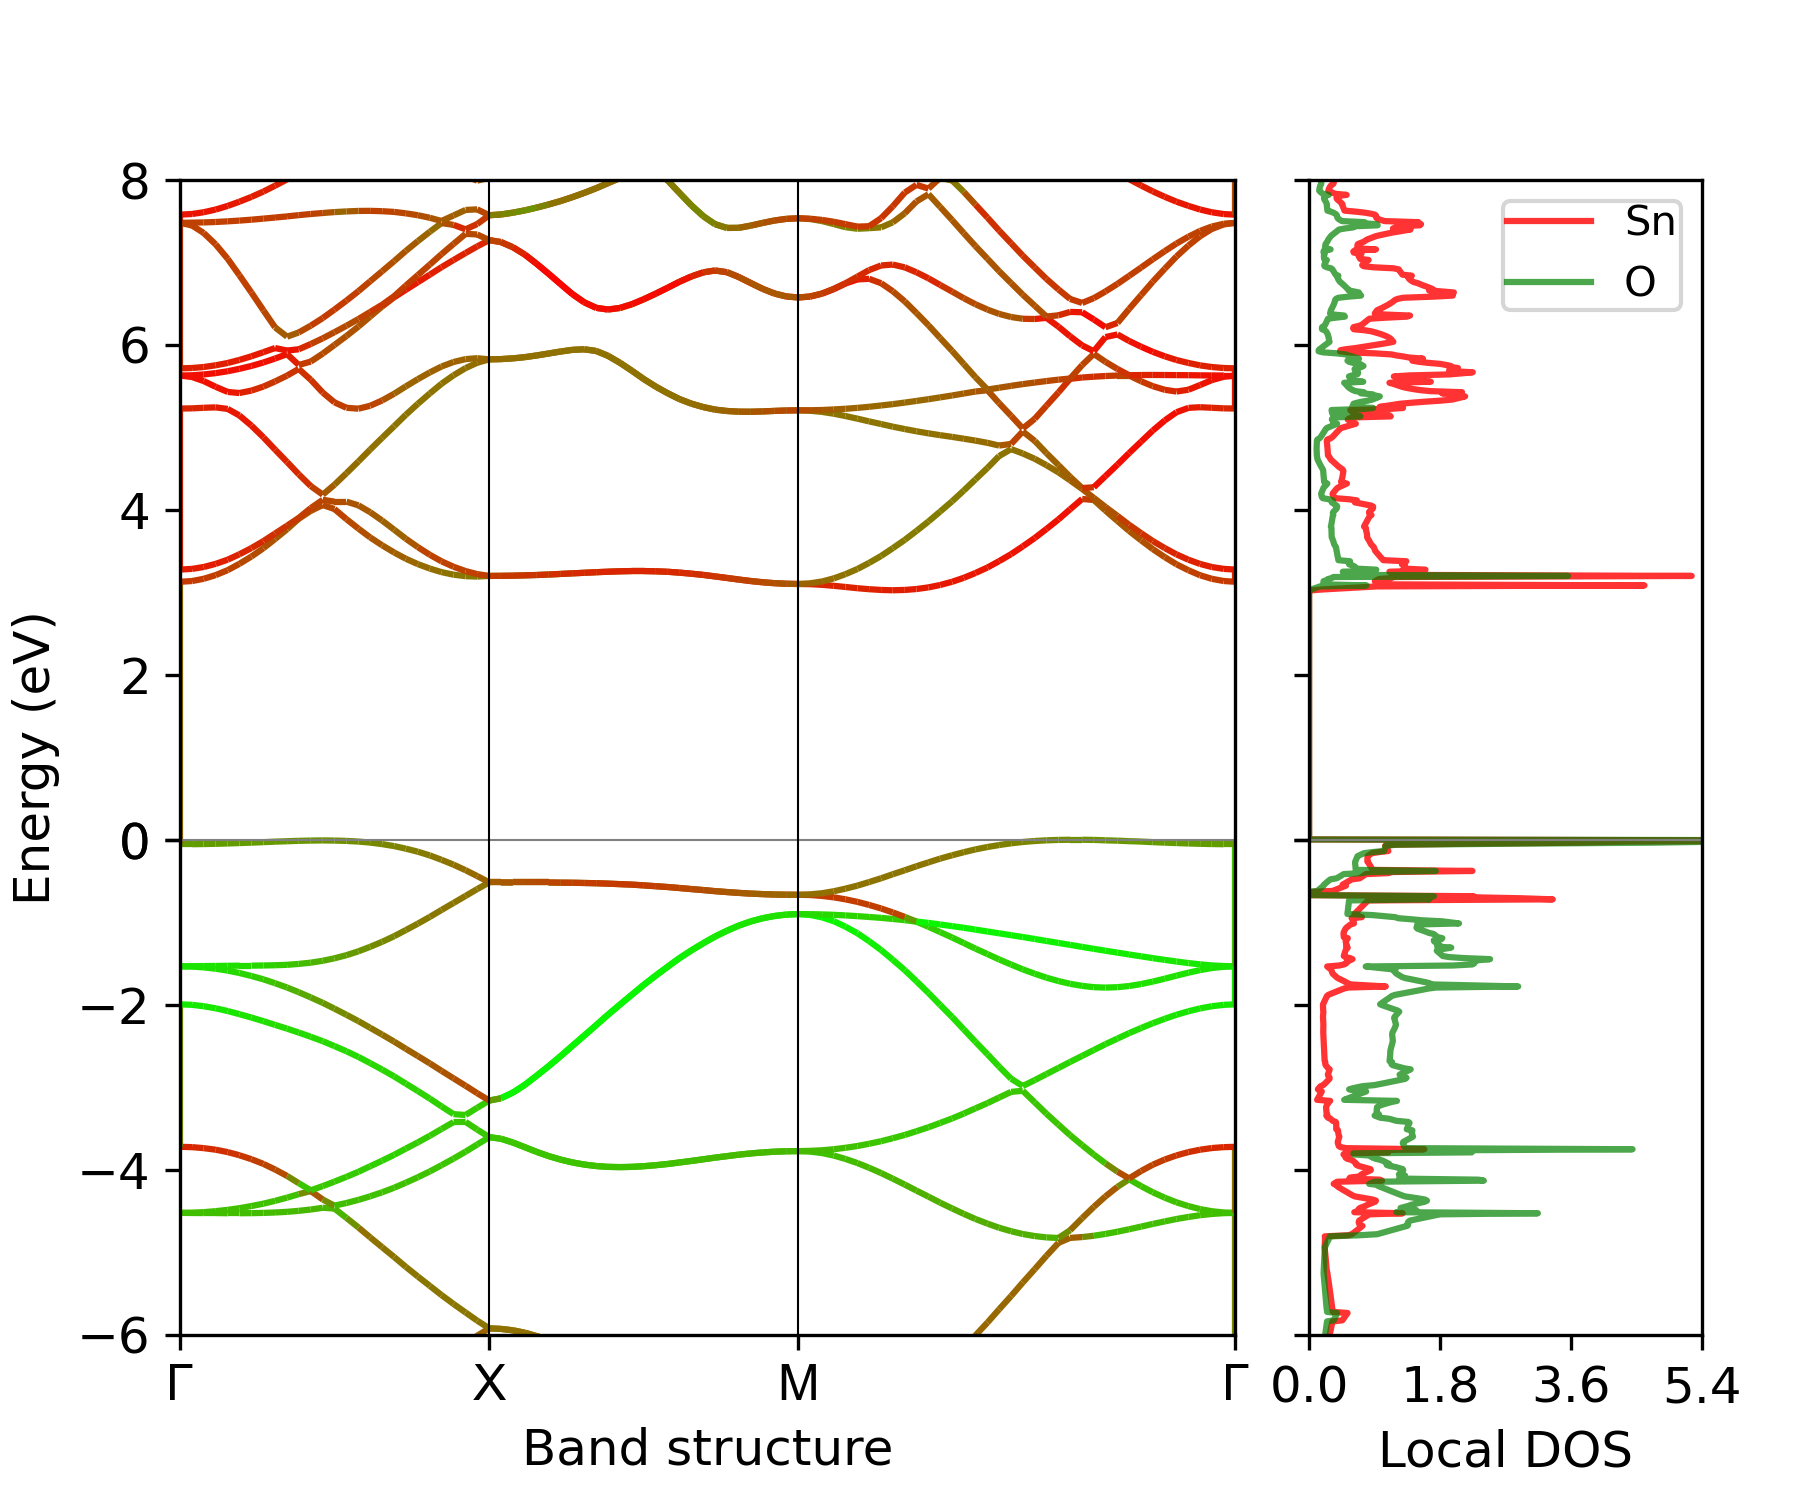 8
6
4
2
0
−2
−4
−6
Energy (eV)
Γ X M Γ
Band structure
Sn
O
0.0 1.8 3.6 5.4
Local DOS